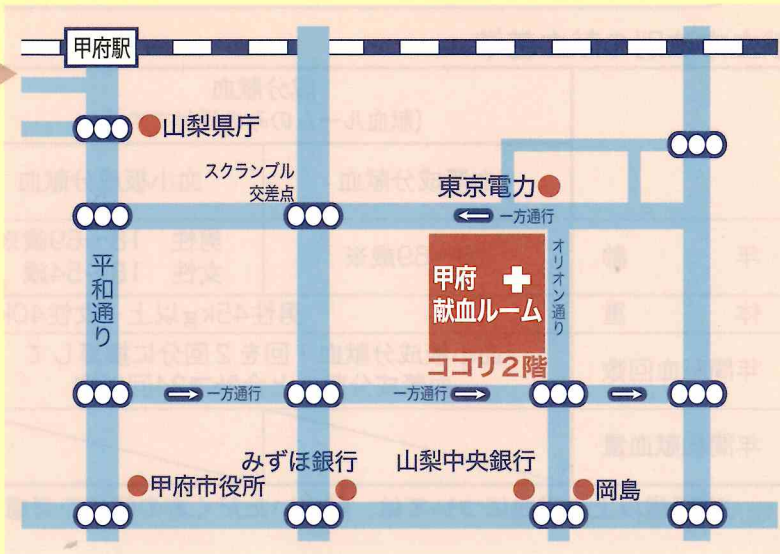 甲府駅
山梨県庁
スクランブル
交差点
東京電力
一方通行
平和通り
甲府
献血ルーム
オリオン通り
ココリ2階
一方通行
一方通行
みずほ銀行
山梨中央銀行
甲府市役所
岡島